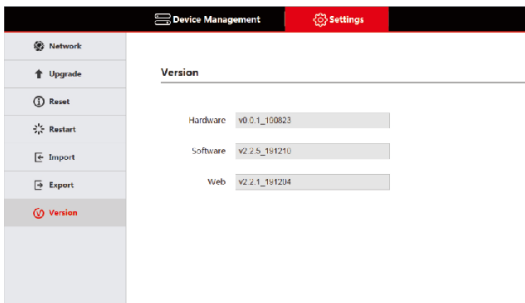 Device Management Settings
Network
Upgrade
Reset
Restart
Import
Export
Version
Version
Hardware v0.0.1_190823
Software v2.2.5_191210
Web v2.2.1_191204